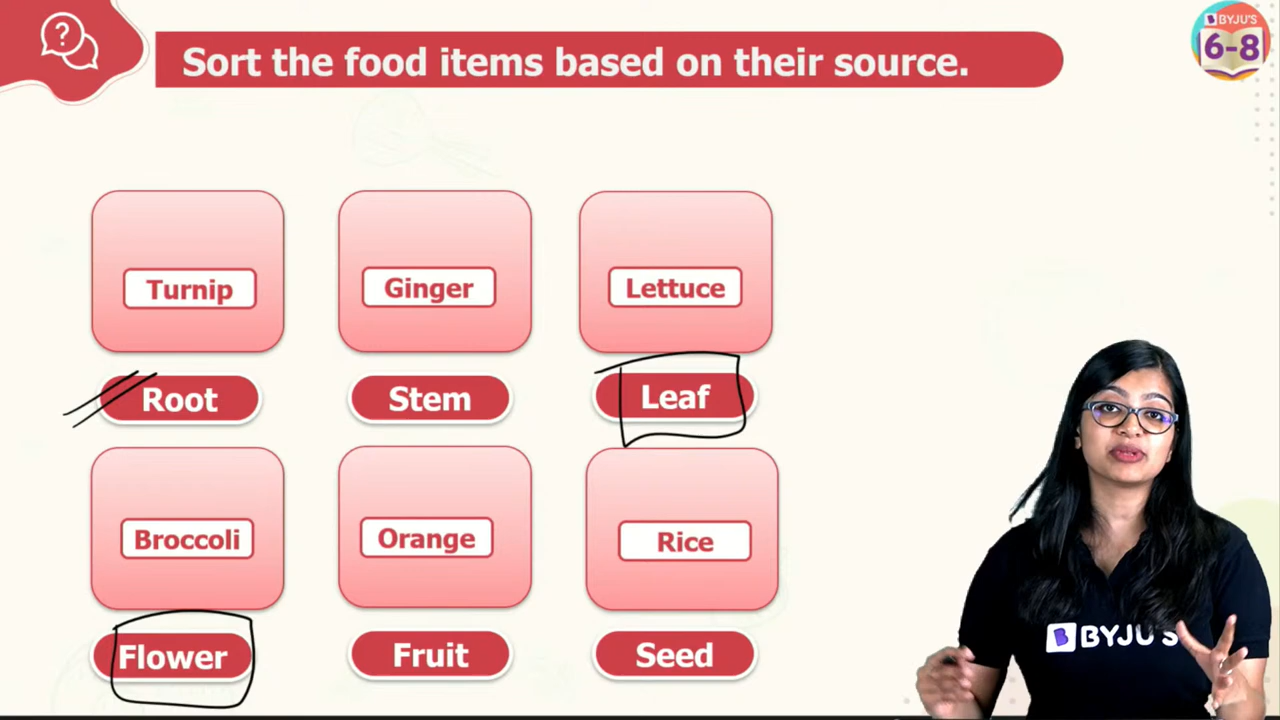 ?
BYJU'S
6-8
Sort the food items based on their source.
Turnip
Ginger
Lettuce
Root
Stem
Leaf
Broccoli
Orange
Rice
Flower
Fruit
Seed
BYJU'S